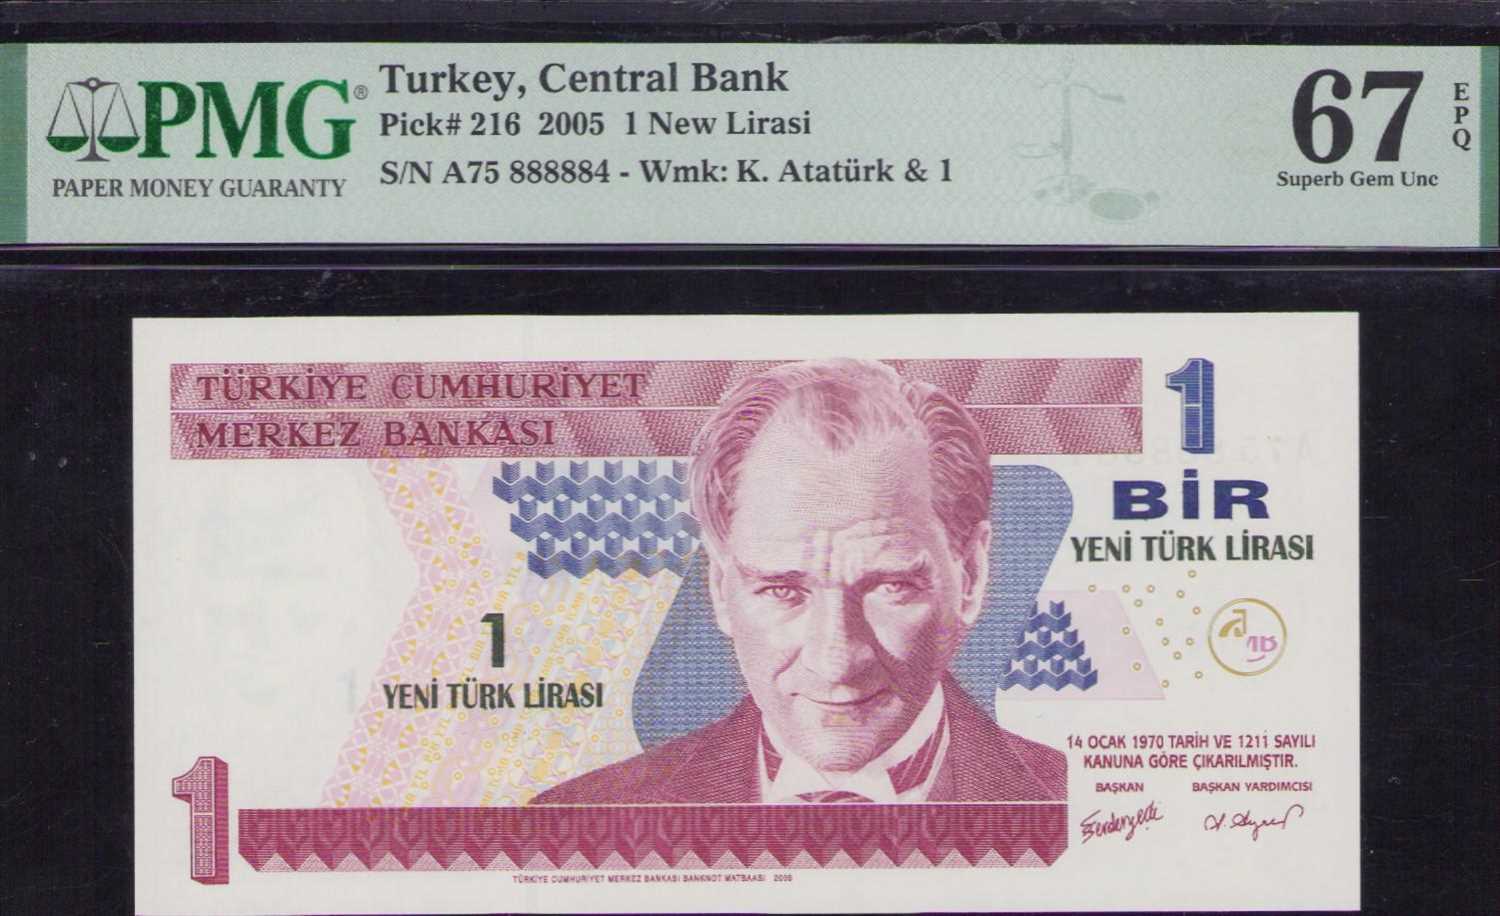 PMG®
PAPER MONEY GUARANTY
Turkey, Central Bank
Pick# 216 2005 1 New Lirasi
S/N A75 888884 - Wmk: K. Atatürk & 1
67
EPQ
Superb Gem Unc
TÜRKİYE CUMHURİYET
MERKEZ BANKASI
1
BİR
YENİ TÜRK LİRASI
1
YENİ TÜRK LİRASI
14 OCAK 1970 TARİH VE 1211 SAYILI
KANUNA GÖRE ÇIKARILMIŞTIR.
BAŞKAN BAŞKAN YARDIMCISI
1
TÜRKİYE CUMHURİYET MERKEZ BANKASI BANKNOT MATBAASI 2005